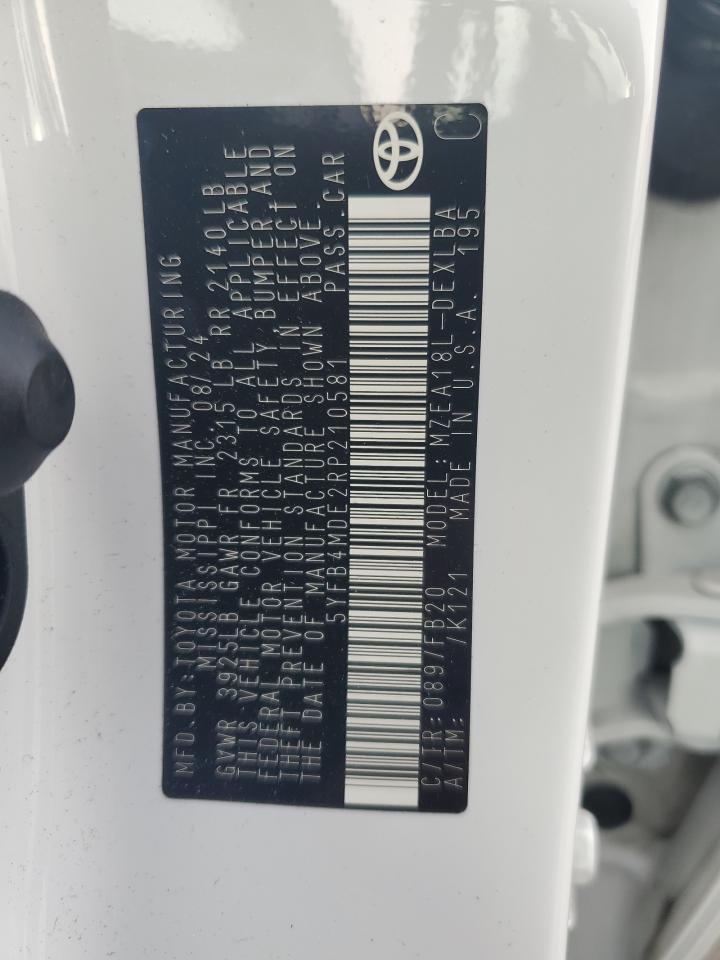 MFD.BY:TOYOTA MOTOR MANUFACTURING
MISSISSIPPI INC. 08/24
GVWR 3925LB GAWR FR 2315 LB RR 2140LB
THIS VEHICLE CONFORMS TO ALL APPLICABLE
FEDERAL MOTOR VEHICLE SAFETY, BUMPER,AND
THEFT PREVENTION STANDARDS IN EFFECT ON
THE DATE OF MANUFACTURE SHOWN ABOVE.
5YFB4MDE2RP210581 PASS.CAR
C/TR: 089/FB20 MODEL:MZEA18L-DEXLBA
A/TM: /K121 MADE IN U.S.A. 195
C